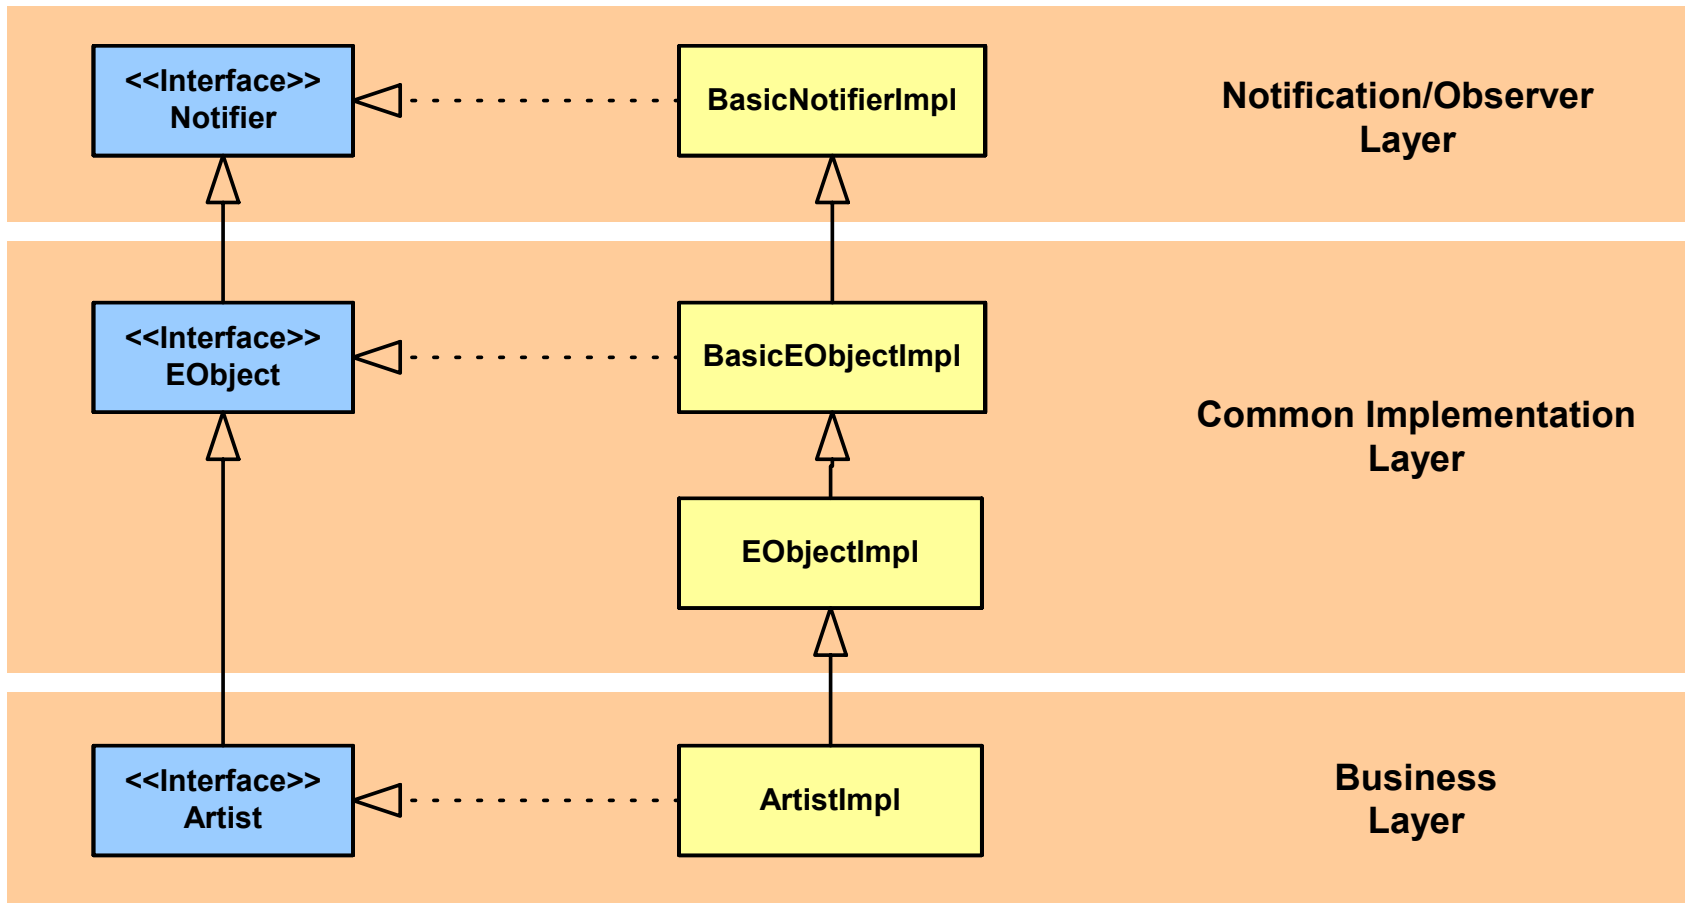 <<Interface>>
Notifier
BasicNotifierImpl
Notification/Observer
Layer
<<Interface>>
EObject
BasicEObjectImpl
Common Implementation
Layer
EObjectImpl
<<Interface>>
Artist
ArtistImpl
Business
Layer